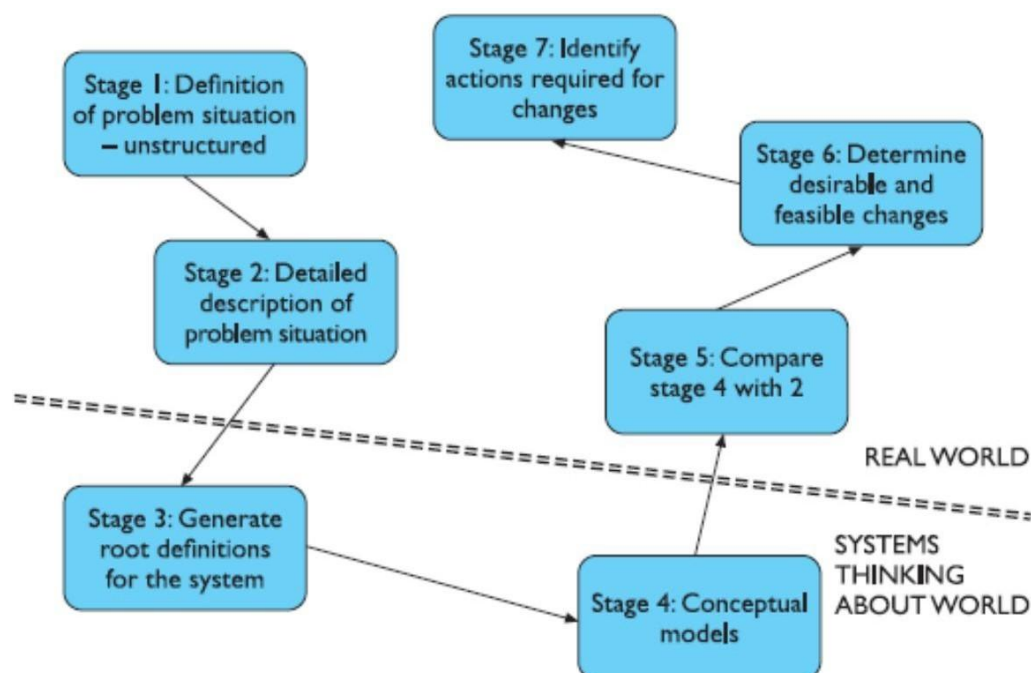 Stage 1: Definition
of problem situation
– unstructured
Stage 2: Detailed
description of
problem situation
Stage 3: Generate
root definitions
for the system
Stage 4: Conceptual
models
Stage 5: Compare
stage 4 with 2
Stage 6: Determine
desirable and
feasible changes
Stage 7: Identify
actions required for
changes
REAL WORLD
SYSTEMS
THINKING
ABOUT WORLD